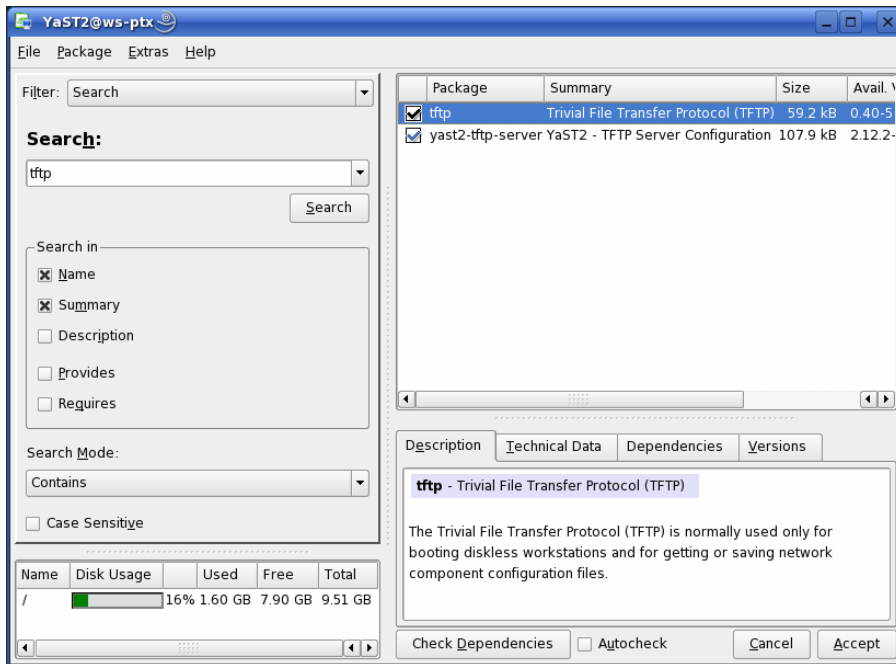 YaST2@ws-ptx
File Package Extras Help
Filter: Search
Search:
tftp
Search
Search in
Name
Summary
Description
Provides
Requires
Search Mode:
Contains
Case Sensitive
Name Disk Usage Used Free Total
/ 16% 1.60 GB 7.90 GB 9.51 GB
Package Summary Size Avail. V
tftp Trivial File Transfer Protocol (TFTP) 59.2 kB 0.40-5
yast2-tftp-server YaST2 - TFTP Server Configuration 107.9 kB 2.12.2-
Description Technical Data Dependencies Versions
tftp - Trivial File Transfer Protocol (TFTP)
The Trivial File Transfer Protocol (TFTP) is normally used only for
booting diskless workstations and for getting or saving network
component configuration files.
Check Dependencies Autocheck Cancel Accept